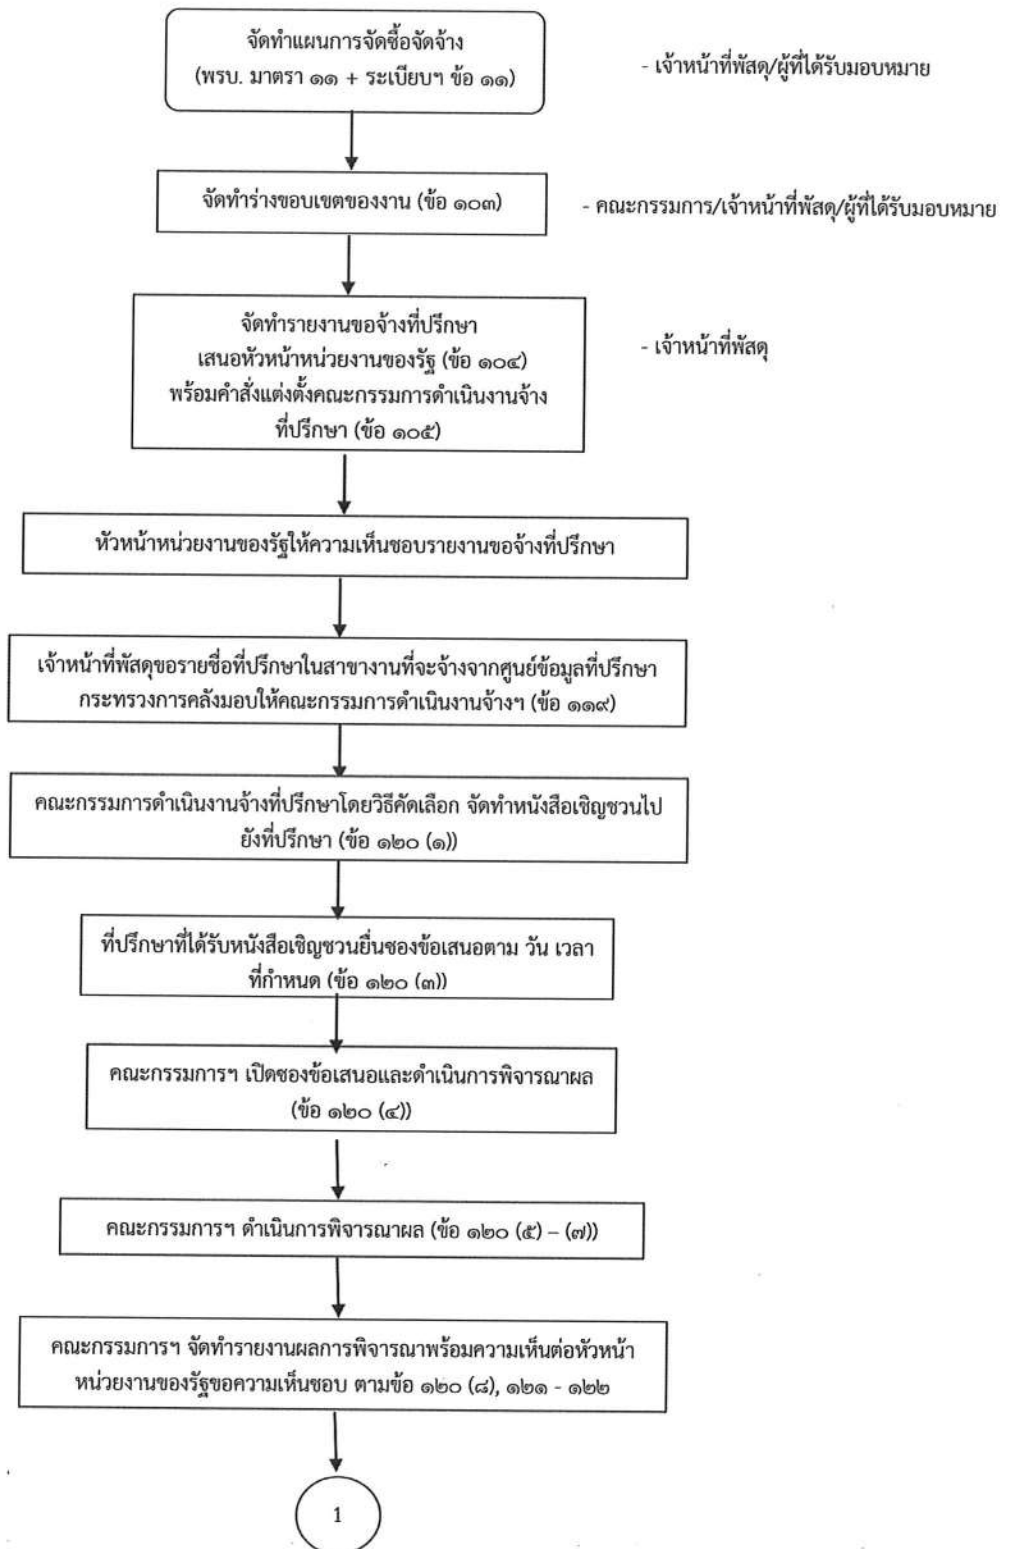 จัดทำแผนการจัดซื้อจัดจ้าง
(พรบ. มาตรา ๑๑ + ระเบียบฯ ข้อ ๑๑)
- เจ้าหน้าที่พัสดุ/ผู้ที่ได้รับมอบหมาย
จัดทำร่างขอบเขตของงาน (ข้อ ๑๐๓)
- คณะกรรมการ/เจ้าหน้าที่พัสดุ/ผู้ที่ได้รับมอบหมาย
จัดทำรายงานขอจ้างที่ปรึกษา
เสนอหัวหน้าหน่วยงานของรัฐ (ข้อ ๑๐๔)
พร้อมคำสั่งแต่งตั้งคณะกรรมการดำเนินงานจ้าง
ที่ปรึกษา (ข้อ ๑๐๕)
- เจ้าหน้าที่พัสดุ
หัวหน้าหน่วยงานของรัฐให้ความเห็นชอบรายงานขอจ้างที่ปรึกษา
เจ้าหน้าที่พัสดุขอรายชื่อที่ปรึกษาในสาขางานที่จะจ้างจากศูนย์ข้อมูลที่ปรึกษา
กระทรวงการคลังมอบให้คณะกรรมการดำเนินงานจ้างฯ (ข้อ ๑๑๙)
คณะกรรมการดำเนินงานจ้างที่ปรึกษาโดยวิธีคัดเลือก จัดทำหนังสือเชิญชวนไป
ยังที่ปรึกษา (ข้อ ๑๒๐ (๑))
ที่ปรึกษาที่ได้รับหนังสือเชิญชวนยื่นซองข้อเสนอตาม วัน เวลา
ที่กำหนด (ข้อ ๑๒๐ (๓))
คณะกรรมการฯ เปิดซองข้อเสนอและดำเนินการพิจารณาผล
(ข้อ ๑๒๐ (๔))
คณะกรรมการฯ ดำเนินการพิจารณาผล (ข้อ ๑๒๐ (๕) – (๗))
คณะกรรมการฯ จัดทำรายงานผลการพิจารณาพร้อมความเห็นต่อหัวหน้า
หน่วยงานของรัฐขอความเห็นชอบ ตามข้อ ๑๒๐ (๘), ๑๒๑ - ๑๒๒
1